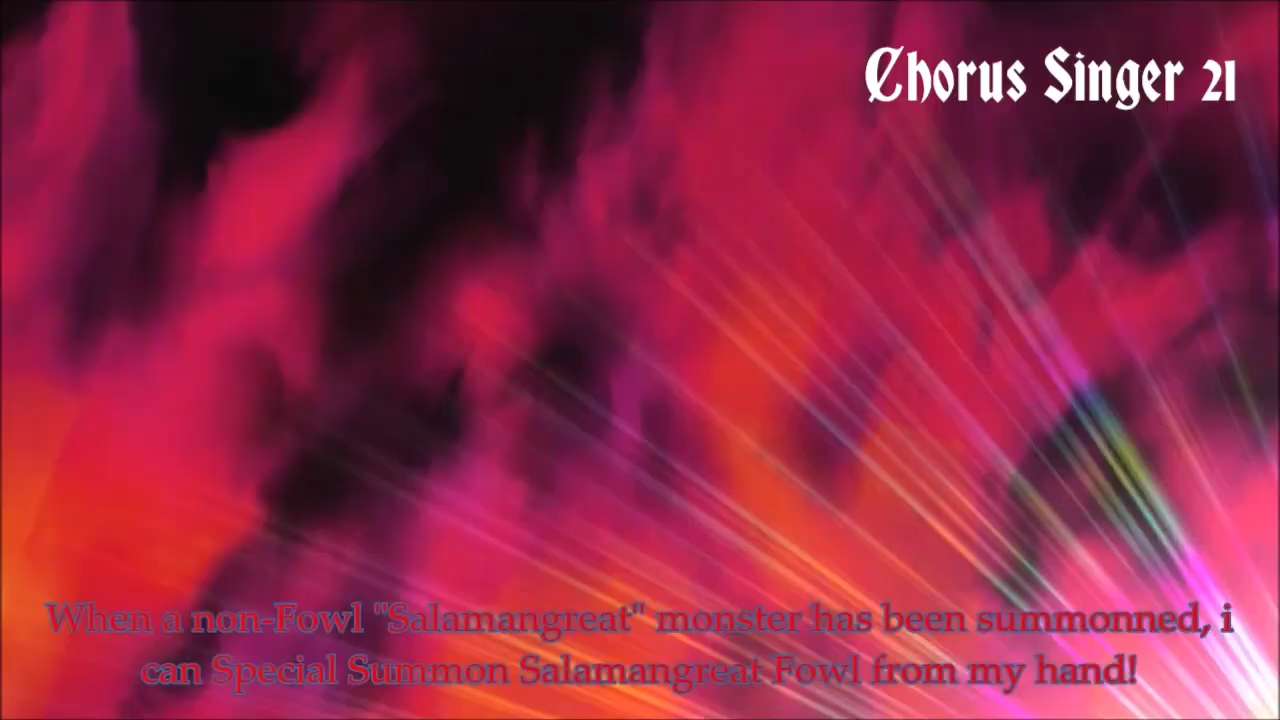 Chorus Singer 21
When a non-Fowl "Salamangreat" monster has been summonned, i
can Special Summon Salamangreat Fowl from my hand!